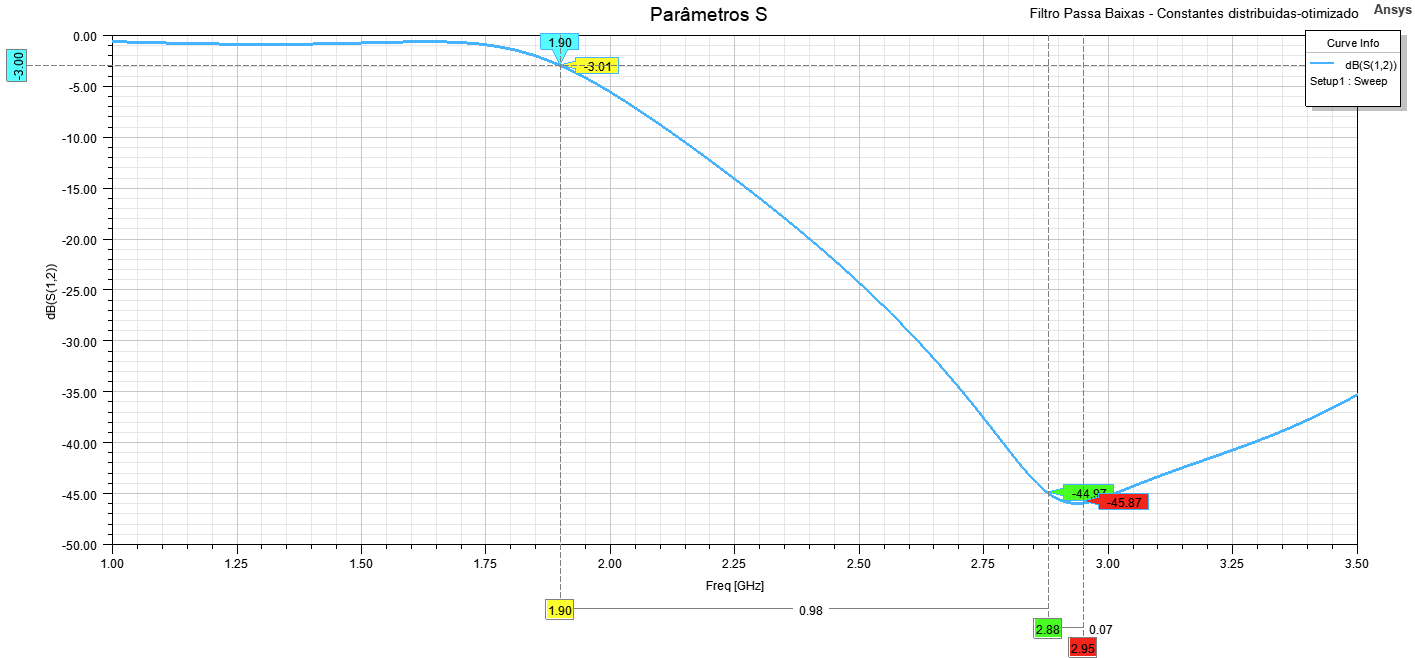 Parâmetros S
Filtro Passa Baixas - Constantes distribuidas-otimizado
Ansys
Curve Info
dB(S(1,2))
Setup1 : Sweep
0.00
-5.00
-10.00
-15.00
-20.00
-25.00
-30.00
-35.00
-40.00
-45.00
-50.00
dB(S(1,2))
-3.00
1.90
-3.01
-44.97
-45.87
1.00 1.25 1.50 1.75 2.00 2.25 2.50 2.75 3.00 3.25 3.50
Freq [GHz]
1.90 0.98
2.88 0.07
2.95